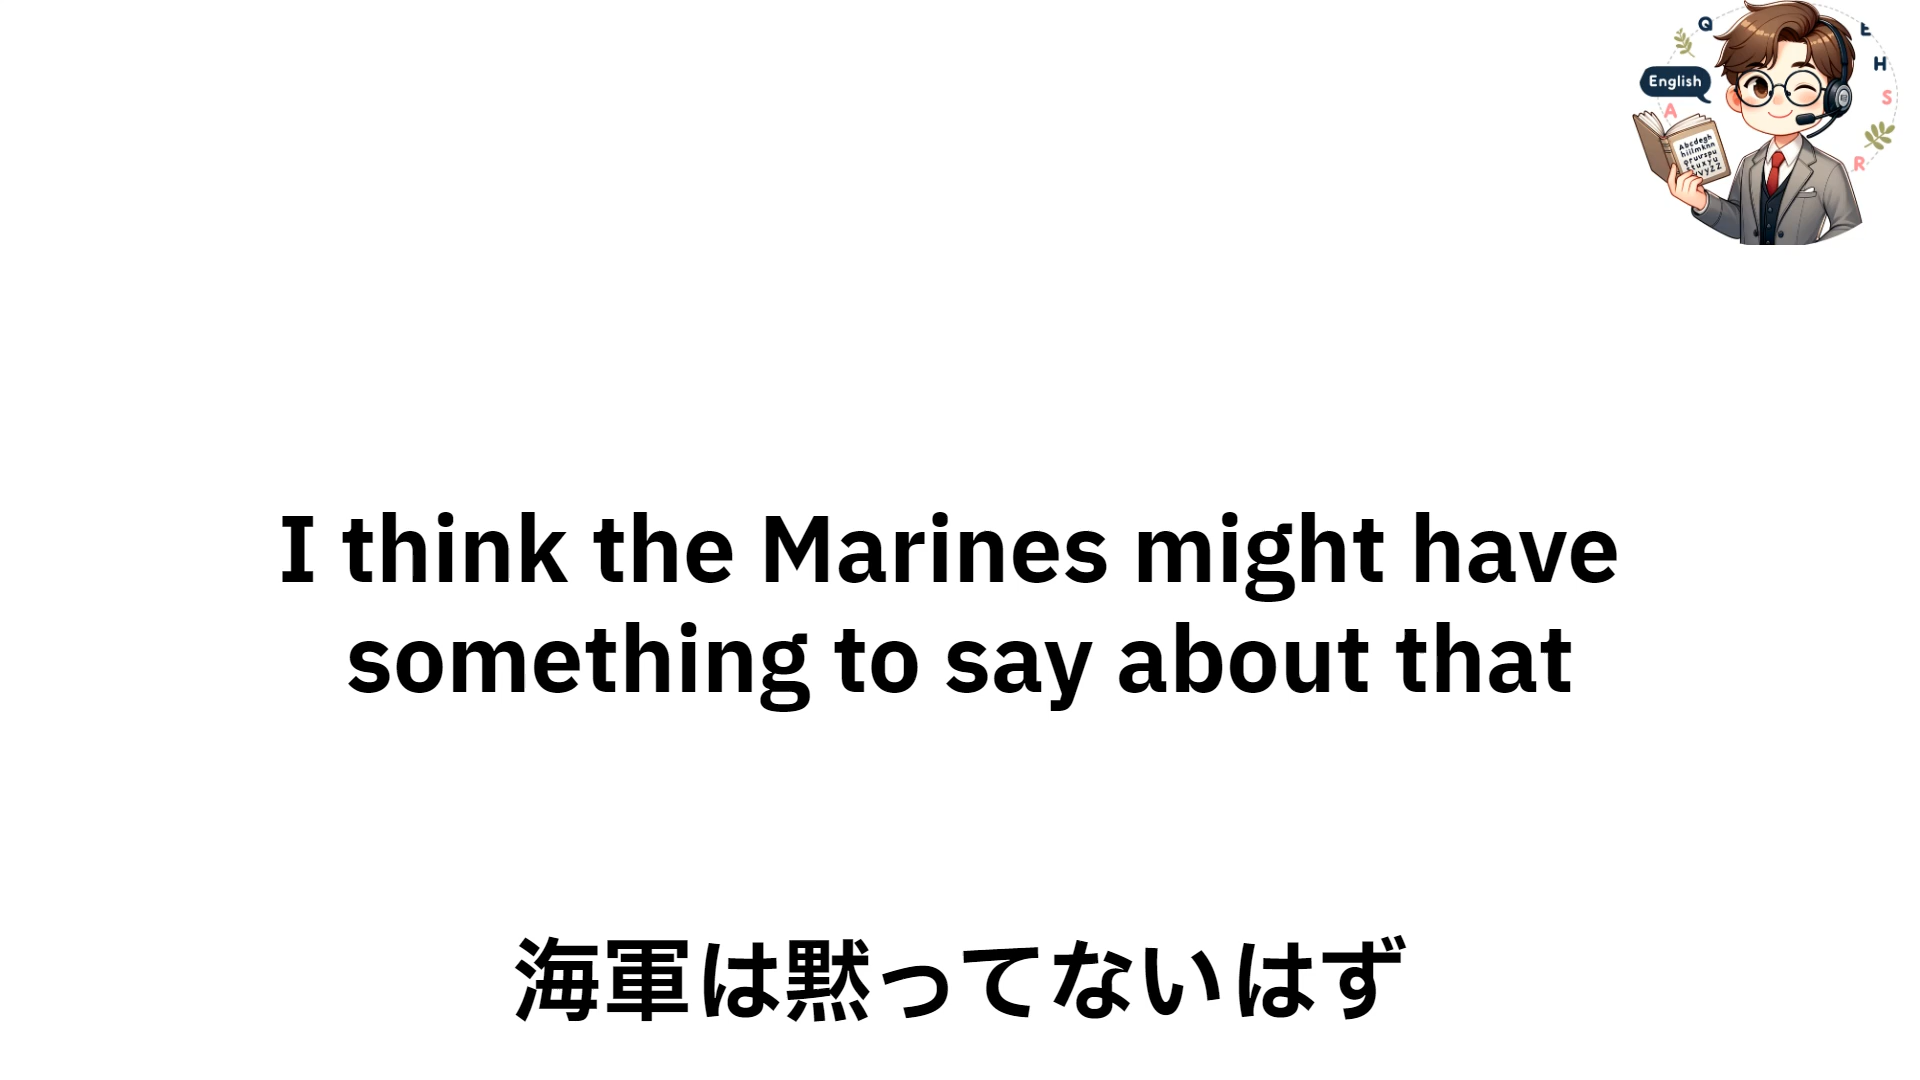 English
I think the Marines might have
something to say about that
海軍は黙ってないはず